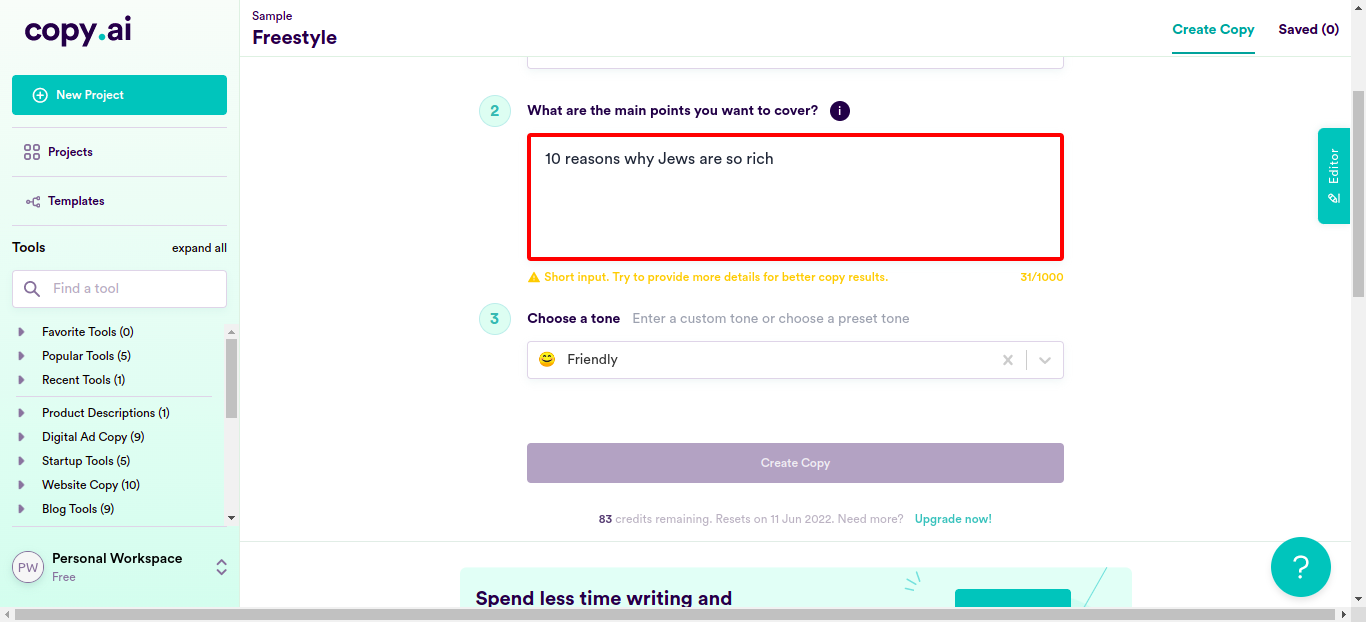 copy.ai
Sample
Freestyle
Create Copy
Saved (0)
New Project
Projects
Templates
Tools
expand all
Find a tool
Favorite Tools (0)
Popular Tools (5)
Recent Tools (1)
Product Descriptions (1)
Digital Ad Copy (9)
Startup Tools (5)
Website Copy (10)
Blog Tools (9)
PW
Personal Workspace
Free
2
What are the main points you want to cover?
i
10 reasons why Jews are so rich
Short input. Try to provide more details for better copy results.
31/1000
3
Choose a tone
Enter a custom tone or choose a preset tone
Friendly
Create Copy
83 credits remaining. Resets on 11 Jun 2022. Need more? Upgrade now!
Spend less time writing and
Editor
?